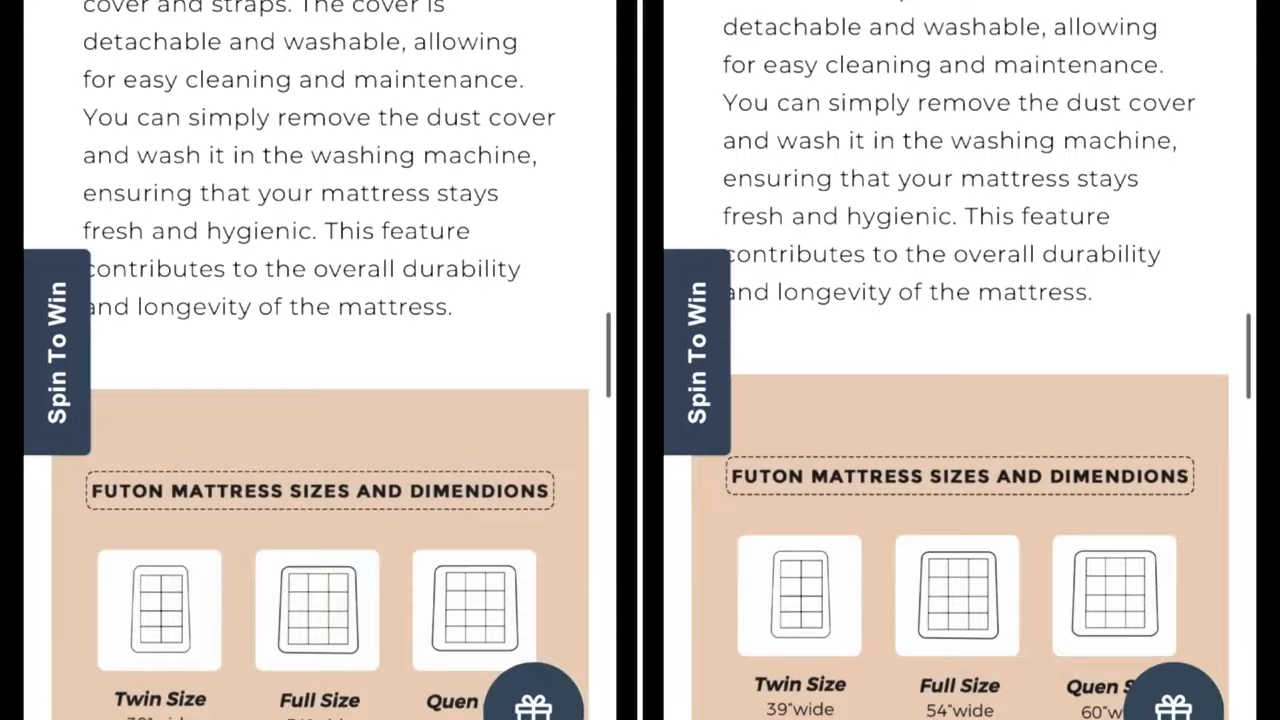 cover and straps. The cover is
detachable and washable, allowing
for easy cleaning and maintenance.
You can simply remove the dust cover
and wash it in the washing machine,
ensuring that your mattress stays
fresh and hygienic. This feature
contributes to the overall durability
and longevity of the mattress.
Spin To Win
FUTON MATTRESS SIZES AND DIMENDIONS
Twin Size
Full Size
Quen
detachable and washable, allowing
for easy cleaning and maintenance.
You can simply remove the dust cover
and wash it in the washing machine,
ensuring that your mattress stays
fresh and hygienic. This feature
contributes to the overall durability
and longevity of the mattress.
Spin To Win
FUTON MATTRESS SIZES AND DIMENDIONS
Twin Size
39"wide
Full Size
54"wide
Quen S
60"w